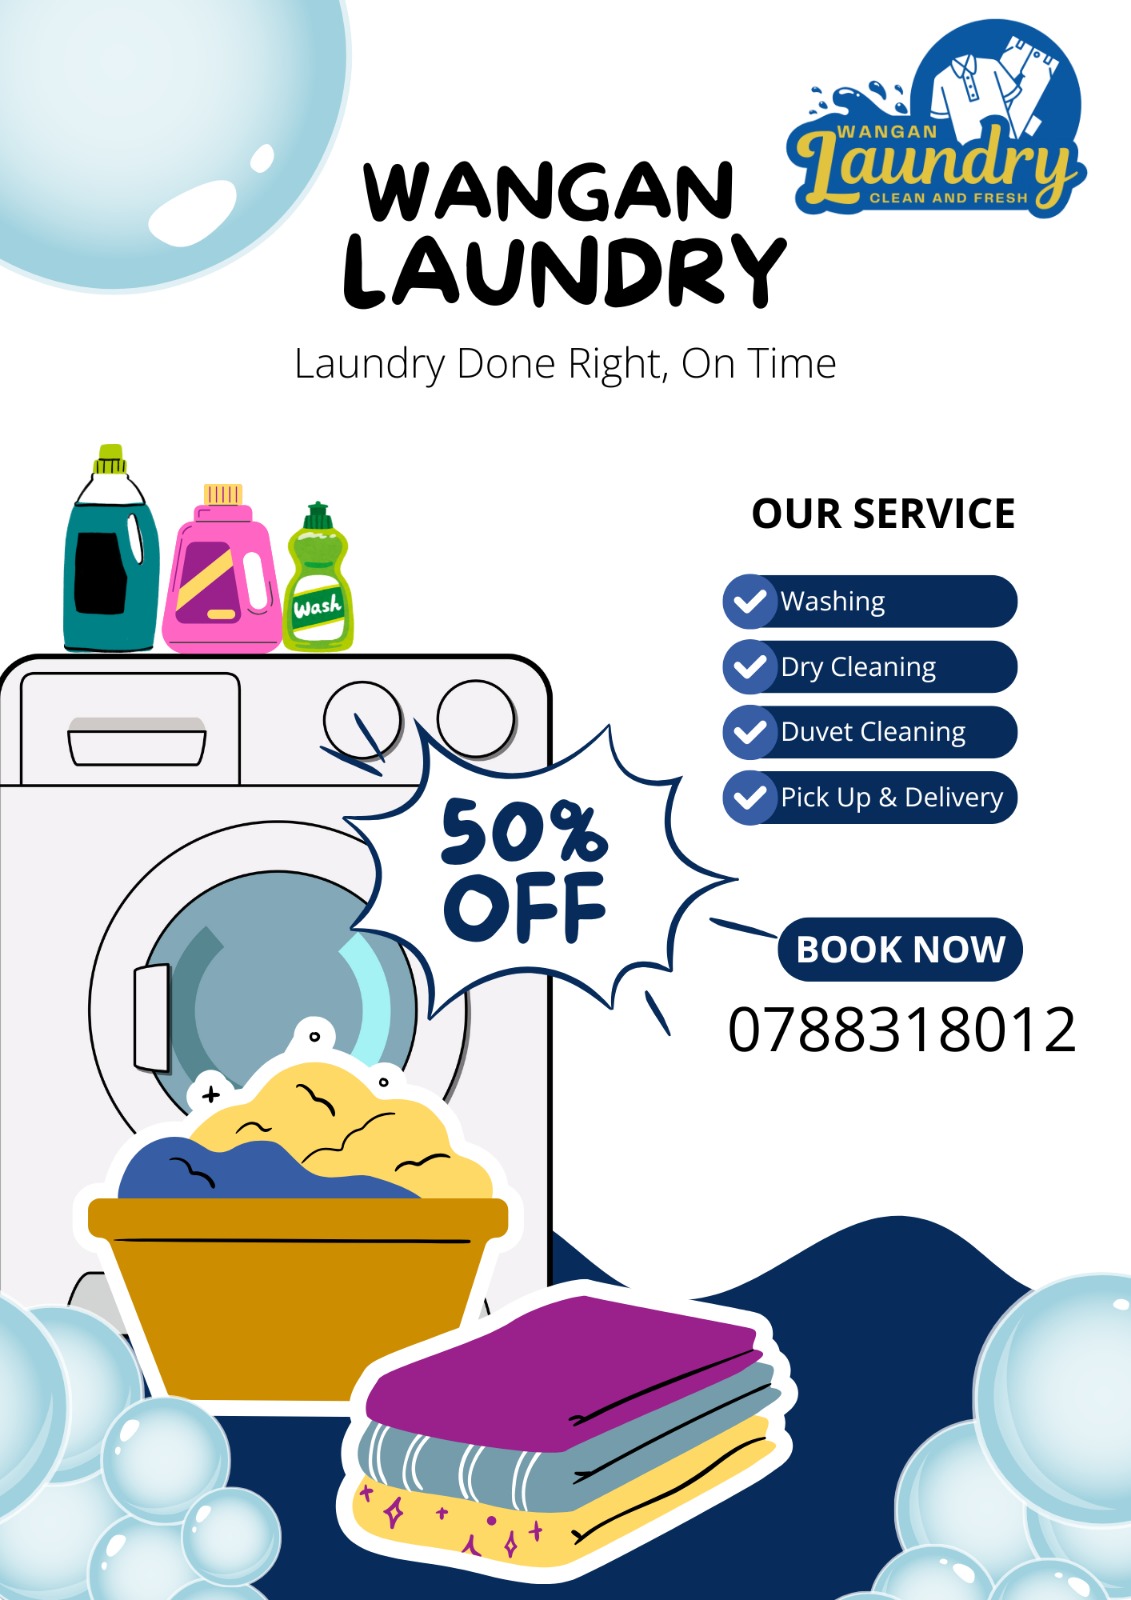 WANGAN
Laundry
CLEAN AND FRESH
WANGAN
LAUNDRY
Laundry Done Right, On Time
Wash
OUR SERVICE
Washing
Dry Cleaning
Duvet Cleaning
Pick Up & Delivery
50%
OFF
BOOK NOW
0788318012